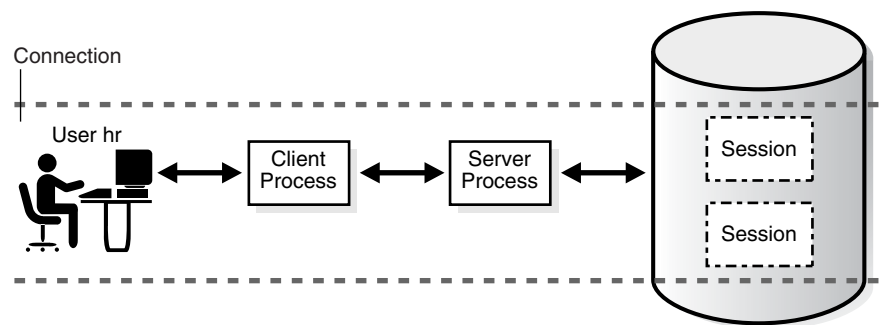 Connection
User hr
Client
Process
Server
Process
Session
Session